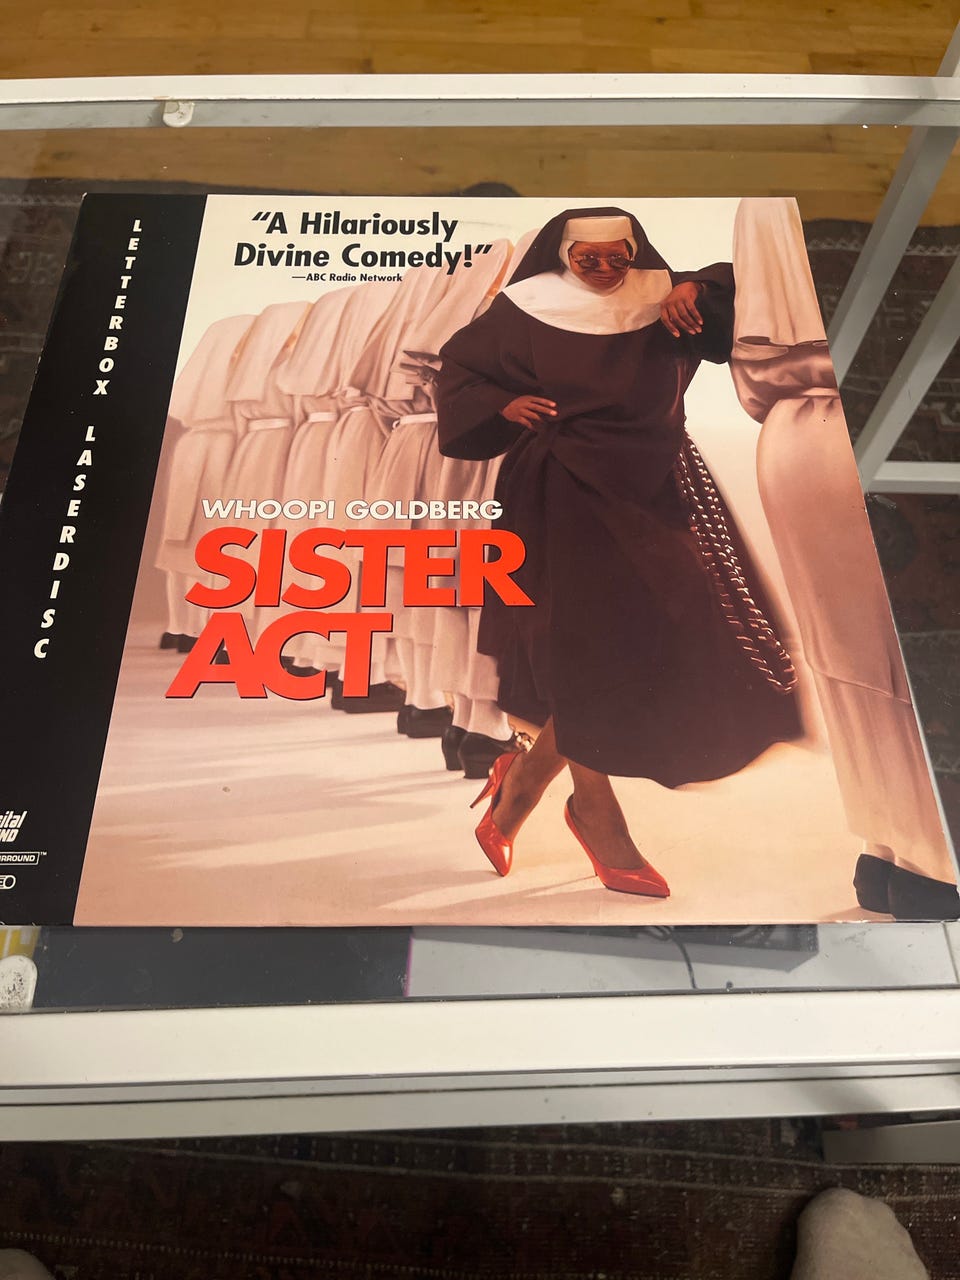 LETTERBOX LASERDISC
“A Hilariously
Divine Comedy!”
—ABC Radio Network
WHOOPI GOLDBERG
SISTER
ACT